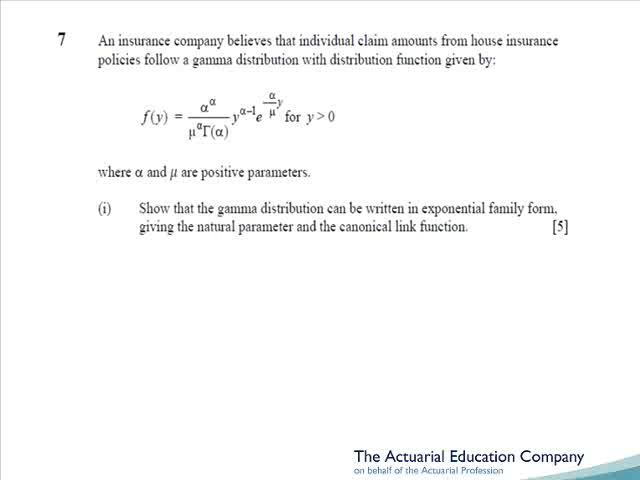 7 An insurance company believes that individual claim amounts from house insurance
policies follow a gamma distribution with distribution function given by:
f(y) = \frac{α^α}{μ^α Γ(α)} y^{α−1} e^{\frac{α}{μ}y} for y > 0
where α and μ are positive parameters.
(i) Show that the gamma distribution can be written in exponential family form,
giving the natural parameter and the canonical link function. [5]
The Actuarial Education Company
on behalf of the Actuarial Profession